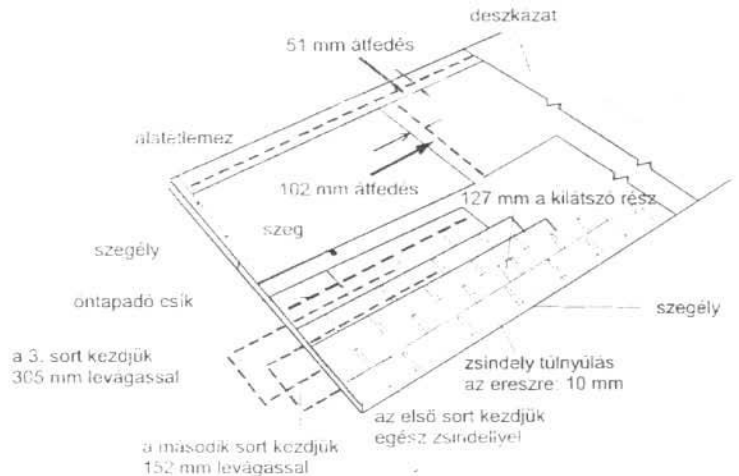 deszkazat
51 mm átfedés
alátétlemez
102 mm átfedés
127 mm a kilátszó rész
szeg
szegély
öntapadó csík
szegély
a 3. sort kezdjük
305 mm levágással
zsindely túlnyúlás
az ereszre: 10 mm
az első sort kezdjük
egész zsindellyel
a második sort kezdjük
152 mm levágással